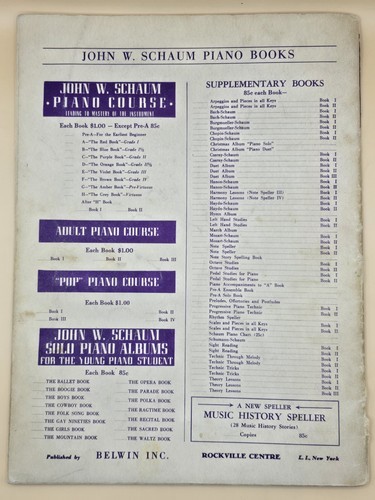 JOHN W. SCHAUM PIANO BOOKS
JOHN W. SCHAUM
PIANO COURSE
LEADING TO MASTERY OF THE INSTRUMENT
Each Book $1.00 — Except Pre-A 85c
Pre-A—For the Earliest Beginner
A—"The Red Book"—Grade 1
B—"The Blue Book"—Grade 1½
C—"The Purple Book"—Grade II
D—"The Orange Book"—Grade II½
E—"The Violet Book"—Grade III
F—"The Brown Book"—Grade IV
G—"The Amber Book"—Pre-Virtuoso
H—"The Grey Book"—Virtuoso
After "H" Book
Book I Book II
ADULT PIANO COURSE
Each Book $1.00
Book I Book II Book III
"POP" PIANO COURSE
Each Book $1.00
Book I Book II
Book III Book IV
JOHN W. SCHAUM
SOLO PIANO ALBUMS
FOR THE YOUNG PIANO STUDENT
Each Book 85c
THE BALLET BOOK THE OPERA BOOK
THE BOOGIE BOOK THE PARADE BOOK
THE BOYS BOOK THE POLKA BOOK
THE COWBOY BOOK THE RAGTIME BOOK
THE FOLK SONG BOOK THE RECITAL BOOK
THE GAY NINETIES BOOK THE SACRED BOOK
THE GIRLS BOOK THE WALTZ BOOK
THE MOUNTAIN BOOK
SUPPLEMENTARY BOOKS
85c each Book—
Arpeggios and Pieces in all Keys Book I
Arpeggios and Pieces in all Keys Book II
Bach-Schaum Book I
Bach-Schaum Book II
Burgmuller-Schaum Book I
Burgmuller-Schaum Book II
Chopin-Schaum Book I
Chopin-Schaum Book II
Christmas Album "Piano Solo"
Christmas Album "Piano Duet"
Czerny-Schaum Book I
Czerny-Schaum Book II
Duet Album Book I
Duet Album Book II
Duet Album Book III
Hanon-Schaum Book I
Hanon-Schaum Book II
Harmony Lessons (Note Speller III) Book I
Harmony Lessons (Note Speller IV) Book II
Haydn-Schaum Book I
Haydn-Schaum Book II
Hymn Album
Left Hand Studies Book I
Left Hand Studies Book II
March Album
Mozart-Schaum Book I
Mozart-Schaum Book II
Note Speller Book I
Note Speller Book II
Note Story Spelling Book
Octave Studies Book I
Octave Studies Book II
Pedal Studies for Piano Book I
Pedal Studies for Piano Book II
Piano Accompaniments to "A" Book
Pre-A Ensemble Book
Pre-A Solo Book
Preludes, Offertories and Postludes
Progressive Piano Technic Book I
Progressive Piano Technic Book II
Rhythm Speller
Scales and Pieces in all Keys Book I
Scales and Pieces in all Keys Book II
Schaum Piano Chats
Schumann-Schaum
Sight Reading Book I
Sight Reading Book II
Technic Through Melody Book I
Technic Through Melody Book II
Technic Tricks Book I
Technic Tricks Book II
Theory Lessons Book I
Theory Lessons Book II
Theory Lessons Book III
A NEW SPELLER
MUSIC HISTORY SPELLER
(28 Music History Stories)
Copies 85c
Published by BELWIN INC. ROCKVILLE CENTRE L. I., New York